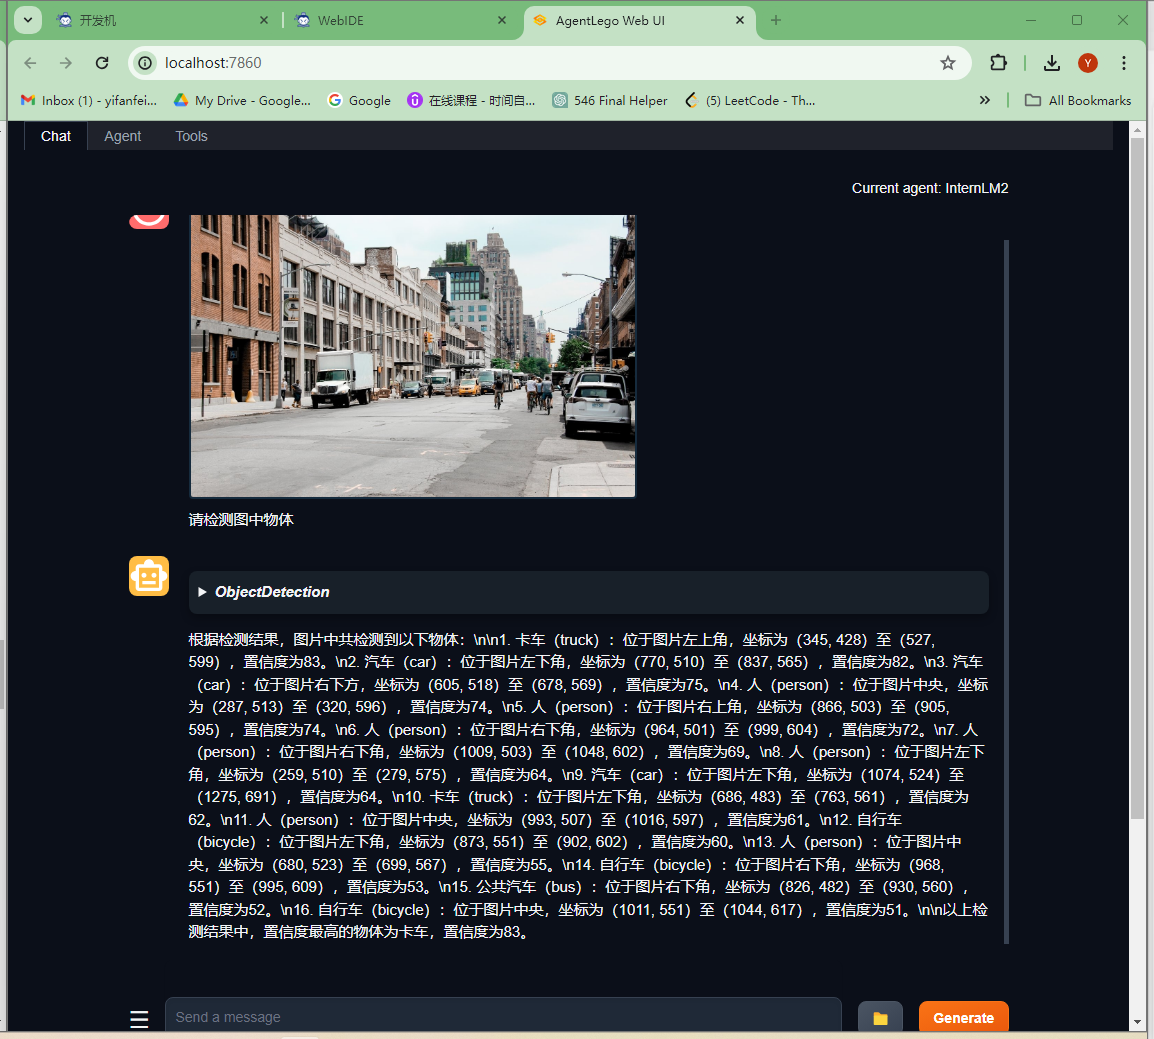 开发机
WebIDE
AgentLego Web UI
localhost:7860
Y
Inbox (1) - yifanfei...
My Drive - Google...
Google
在线课程 - 时间自...
546 Final Helper
(5) LeetCode - Th...
All Bookmarks
Chat
Agent
Tools
Current agent: InternLM2
请检测图中物体
ObjectDetection
根据检测结果，图片中共检测到以下物体：\n\n1. 卡车（truck）：位于图片左上角，坐标为（345, 428）至（527,
599），置信度为83。\n2. 汽车（car）：位于图片左下角，坐标为（770, 510）至（837, 565），置信度为82。\n3. 汽车
（car）：位于图片右下方，坐标为（605, 518）至（678, 569），置信度为75。\n4. 人（person）：位于图片中央，坐标
为（287, 513）至（320, 596），置信度为74。\n5. 人（person）：位于图片右上角，坐标为（866, 503）至（905,
595），置信度为74。\n6. 人（person）：位于图片右下角，坐标为（964, 501）至（999, 604），置信度为72。\n7. 人
（person）：位于图片右下角，坐标为（1009, 503）至（1048, 602），置信度为69。\n8. 人（person）：位于图片左下
角，坐标为（259, 510）至（279, 575），置信度为64。\n9. 汽车（car）：位于图片左下角，坐标为（1074, 524）至
（1275, 691），置信度为64。\n10. 卡车（truck）：位于图片左下角，坐标为（686, 483）至（763, 561），置信度为
62。\n11. 人（person）：位于图片中央，坐标为（993, 507）至（1016, 597），置信度为61。\n12. 自行车
（bicycle）：位于图片左下角，坐标为（873, 551）至（902, 602），置信度为60。\n13. 人（person）：位于图片中
央，坐标为（680, 523）至（699, 567），置信度为55。\n14. 自行车（bicycle）：位于图片右下角，坐标为（968,
551）至（995, 609），置信度为53。\n15. 公共汽车（bus）：位于图片右下角，坐标为（826, 482）至（930, 560），
置信度为52。\n16. 自行车（bicycle）：位于图片中央，坐标为（1011, 551）至（1044, 617），置信度为51。\n\n以上检
测结果中，置信度最高的物体为卡车，置信度为83。
Send a message
Generate